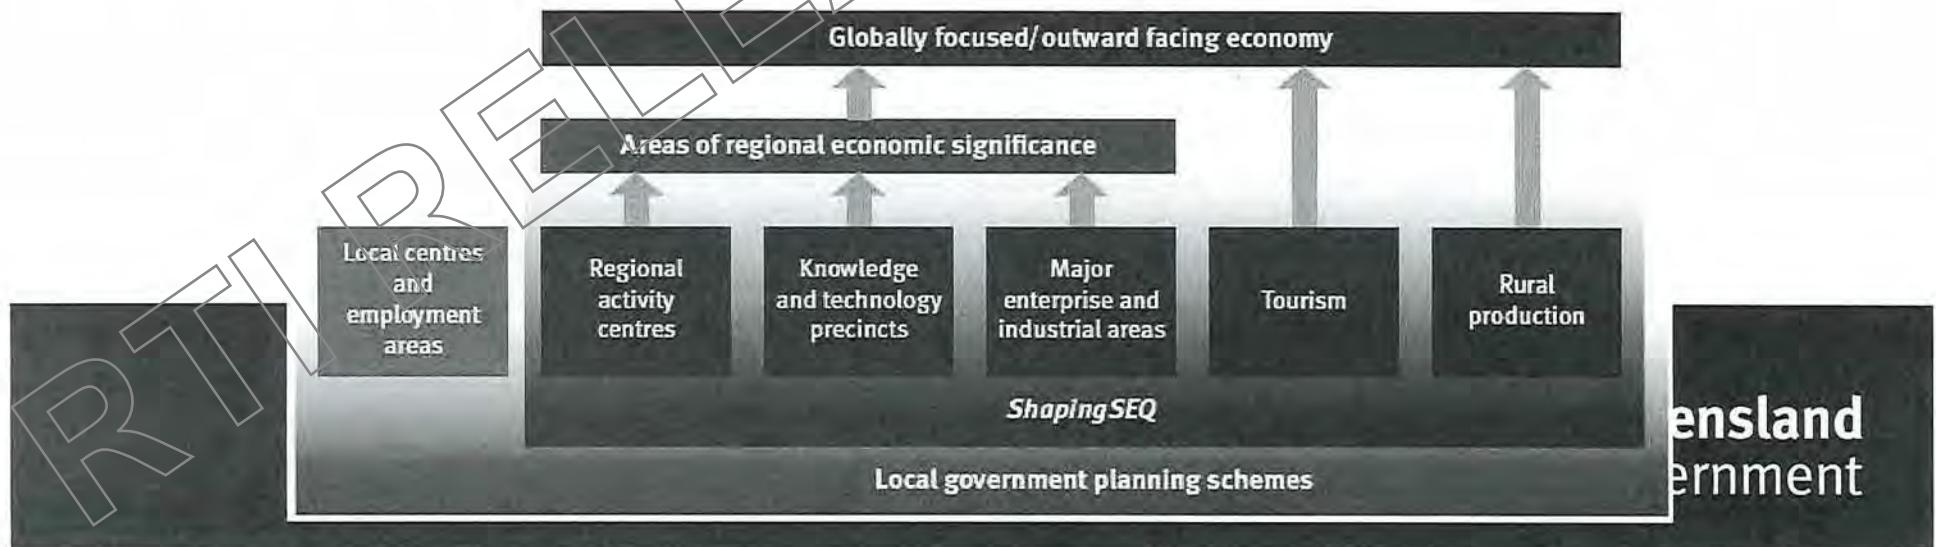 Globally focused/outward facing economy
Areas of regional economic significance
Local centres
and
employment
areas
Regional
activity
centres
Knowledge
and technology
precincts
Major
enterprise and
industrial areas
Tourism
Rural
production
ShapingSEQ
Local government planning schemes
ensland
ernment
RTI RELE